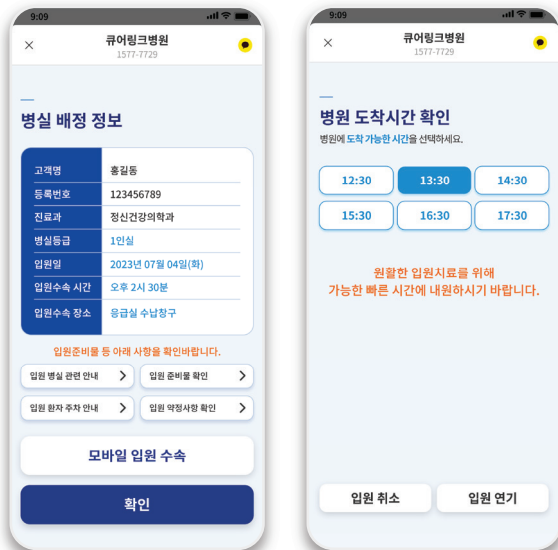 9:09
큐어링크병원
1577-7729
병실 배정 정보
고객명 홍길동
등록번호 123456789
진료과 정신건강의학과
병실등급 1인실
입원일 2023년 07월 04일(화)
입원수속 시간 오후 2시 30분
입원수속 장소 응급실 수납창구
입원준비물 등 아래 사항을 확인바랍니다.
입원 병실 관련 안내 입원 준비물 확인
입원 환자 주차 안내 입원 약정사항 확인
모바일 입원 수속
확인
9:09
큐어링크병원
1577-7729
병원 도착시간 확인
병원에 도착 가능한 시간을 선택하세요.
12:30 13:30 14:30
15:30 16:30 17:30
원활한 입원치료를 위해
가능한 빠른 시간에 내원하시기 바랍니다.
입원 취소 입원 연기